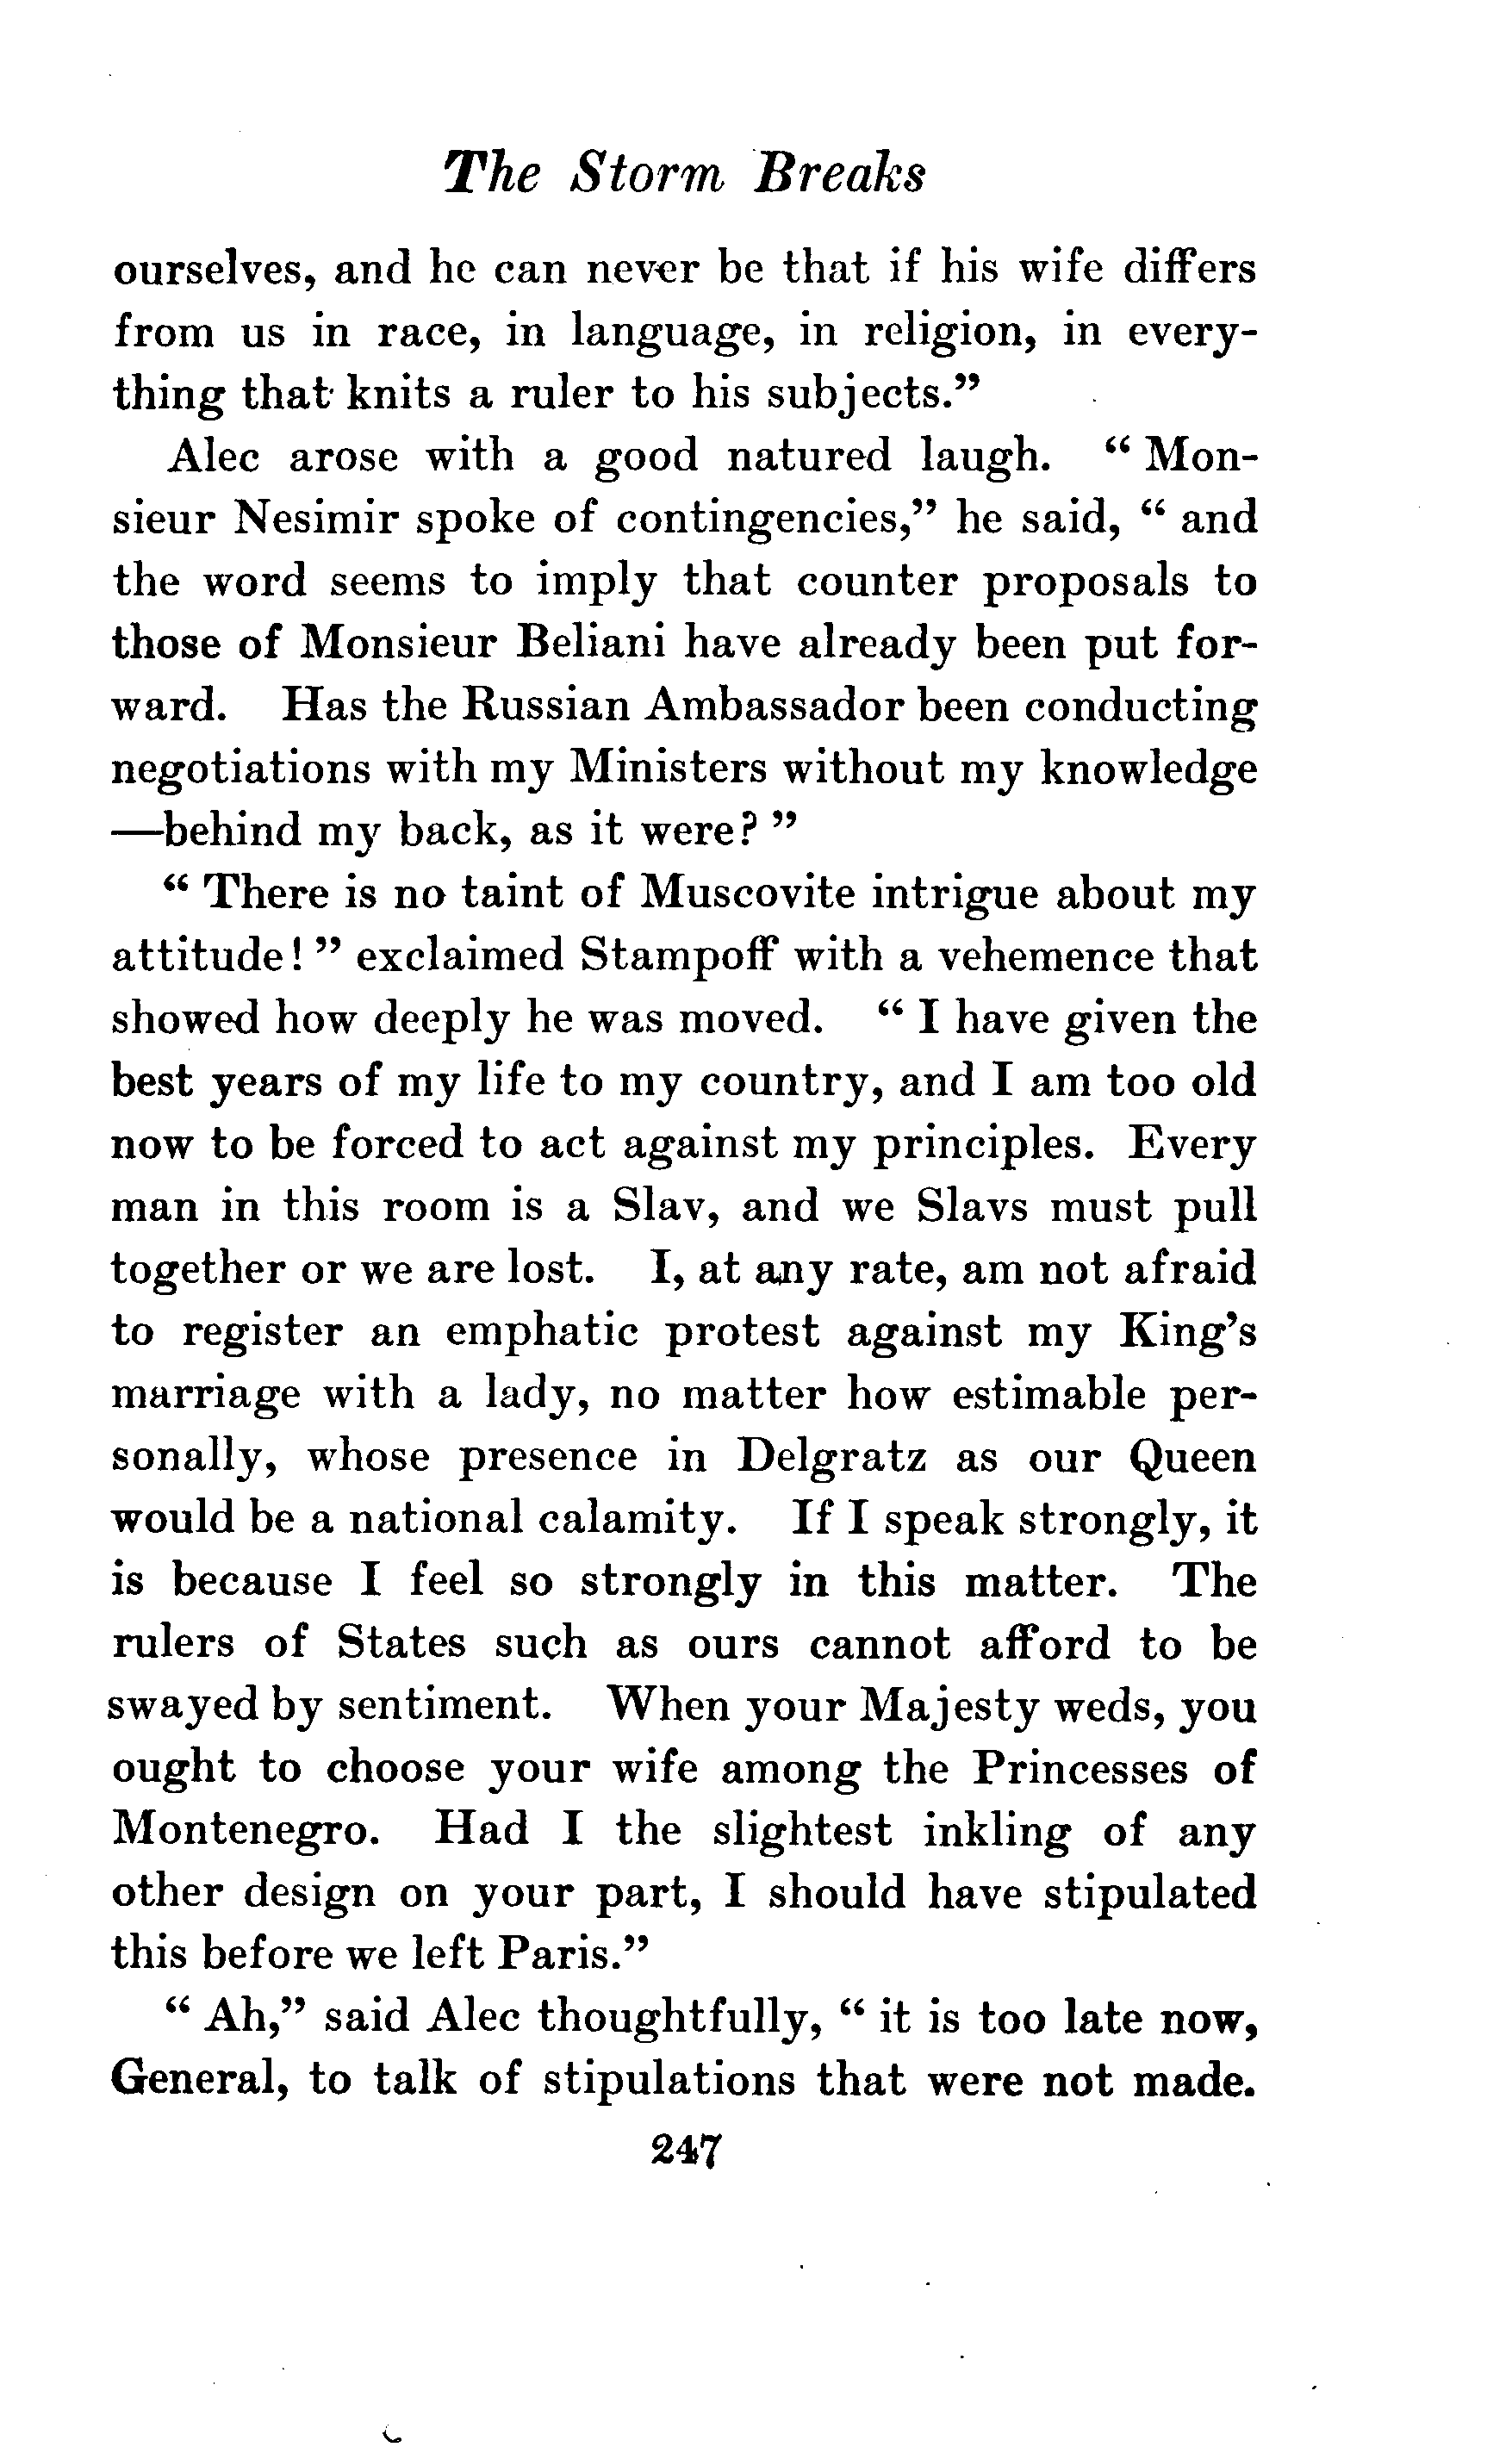 The Storm Breaks
ourselves, and he can never be that if his wife differs
from us in race, in language, in religion, in every-
thing that knits a ruler to his subjects.”
Alec arose with a good natured laugh. “ Mon-
sieur Nesimir spoke of contingencies,” he said, “ and
the word seems to imply that counter proposals to
those of Monsieur Beliani have already been put for-
ward. Has the Russian Ambassador been conducting
negotiations with my Ministers without my knowledge
—behind my back, as it were? ”
“ There is no taint of Muscovite intrigue about my
attitude! ” exclaimed Stampoff with a vehemence that
showed how deeply he was moved. “ I have given the
best years of my life to my country, and I am too old
now to be forced to act against my principles. Every
man in this room is a Slav, and we Slavs must pull
together or we are lost. I, at any rate, am not afraid
to register an emphatic protest against my King’s
marriage with a lady, no matter how estimable per-
sonally, whose presence in Delgratz as our Queen
would be a national calamity. If I speak strongly, it
is because I feel so strongly in this matter. The
rulers of States such as ours cannot afford to be
swayed by sentiment. When your Majesty weds, you
ought to choose your wife among the Princesses of
Montenegro. Had I the slightest inkling of any
other design on your part, I should have stipulated
this before we left Paris.”
“ Ah,” said Alec thoughtfully, “ it is too late now,
General, to talk of stipulations that were not made.
247